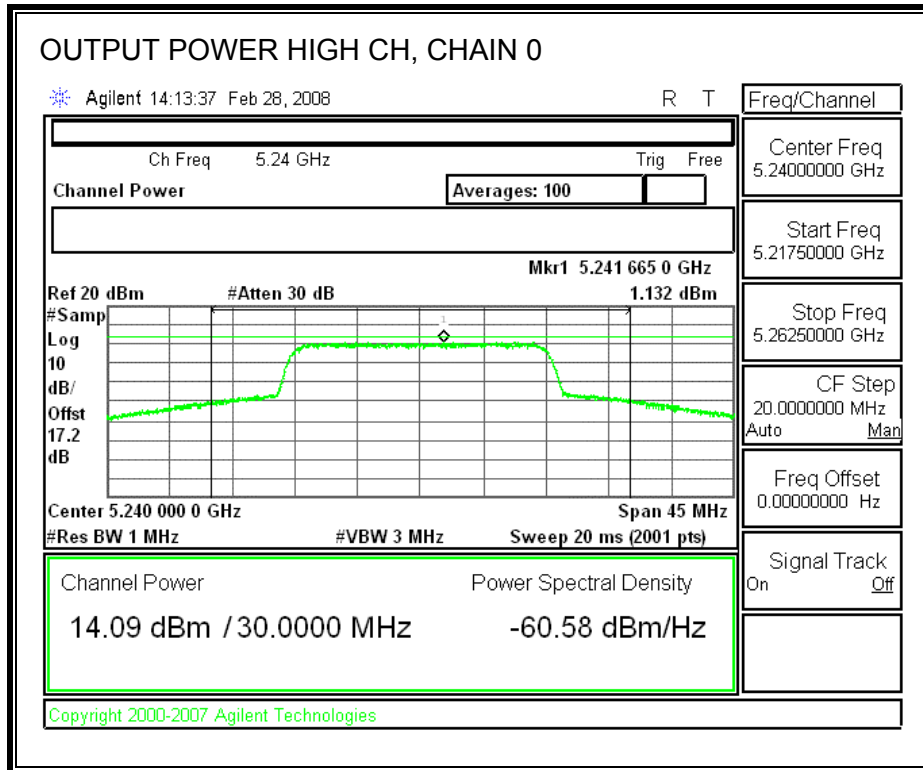 OUTPUT POWER HIGH CH, CHAIN 0
Agilent 14:13:37 Feb 28, 2008 R T
Freq/Channel
Ch Freq 5.24 GHz Trig Free
Channel Power Averages: 100
Mkr1 5.241 665 0 GHz
Ref 20 dBm #Atten 30 dB 1.132 dBm
#Samp
Log
10
dB/
Offst
17.2
dB
1
Center 5.240 000 0 GHz Span 45 MHz
#Res BW 1 MHz #VBW 3 MHz Sweep 20 ms (2001 pts)
Channel Power Power Spectral Density
14.09 dBm / 30.0000 MHz -60.58 dBm/Hz
Center Freq
5.24000000 GHz
Start Freq
5.21750000 GHz
Stop Freq
5.26250000 GHz
CF Step
20.0000000 MHz
Auto Man
Freq Offset
0.00000000 Hz
Signal Track
On Off
Copyright 2000-2007 Agilent Technologies